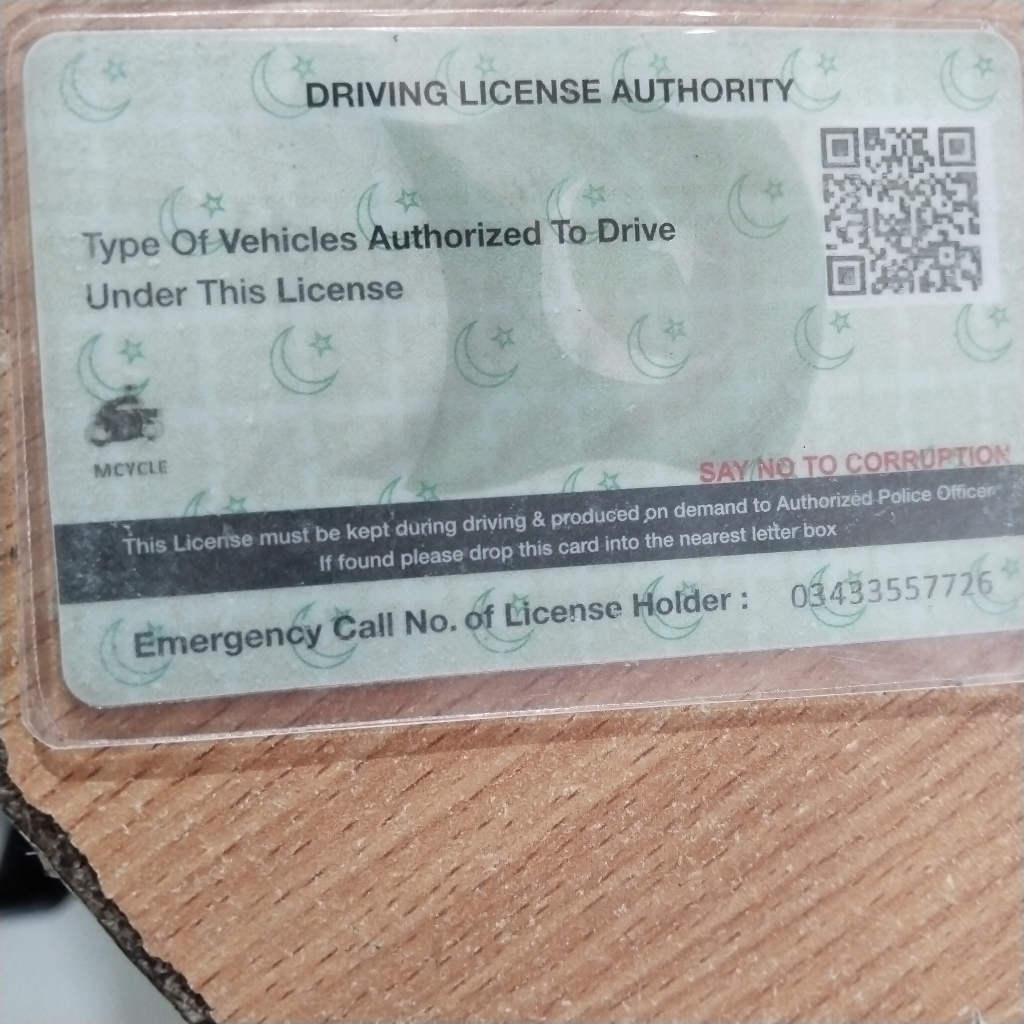 DRIVING LICENSE AUTHORITY
Type Of Vehicles Authorized To Drive
Under This License
MCYCLE
SAY NO TO CORRUPTION
This License must be kept during driving & produced on demand to Authorized Police Officer
If found please drop this card into the nearest letter box
Emergency Call No. of License Holder : 03433557726